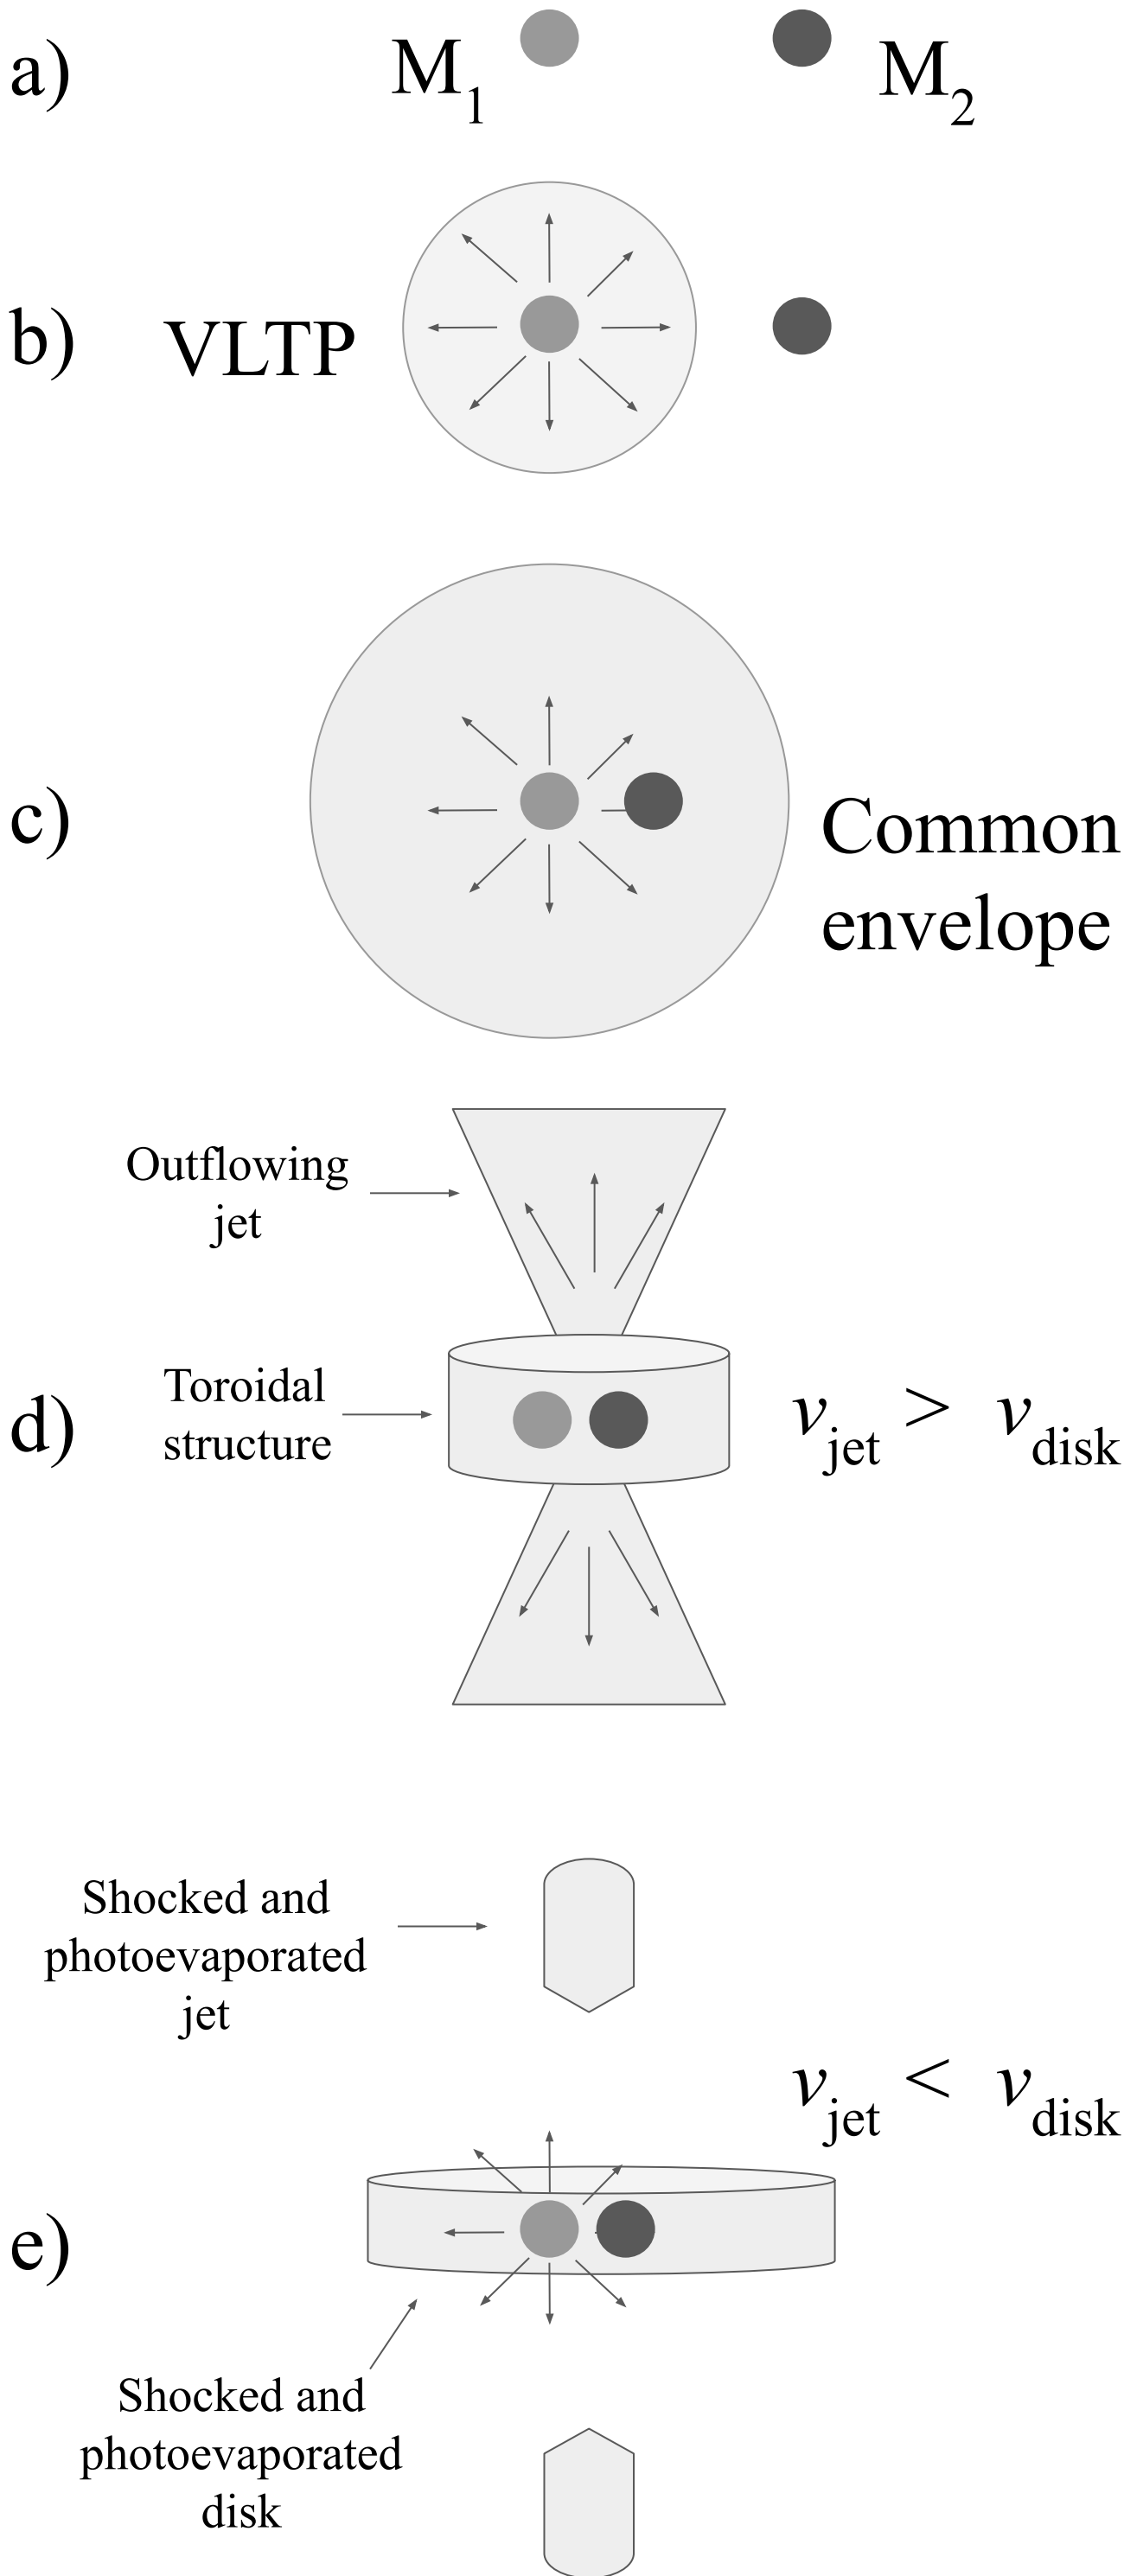 a) M1 M2
b) VLTP
c) Common
envelope
Outflowing
jet
Toroidal
structure
d) vjet > vdisk
Shocked and
photoevaporated
jet
vjet < vdisk
e)
Shocked and
photoevaporated
disk